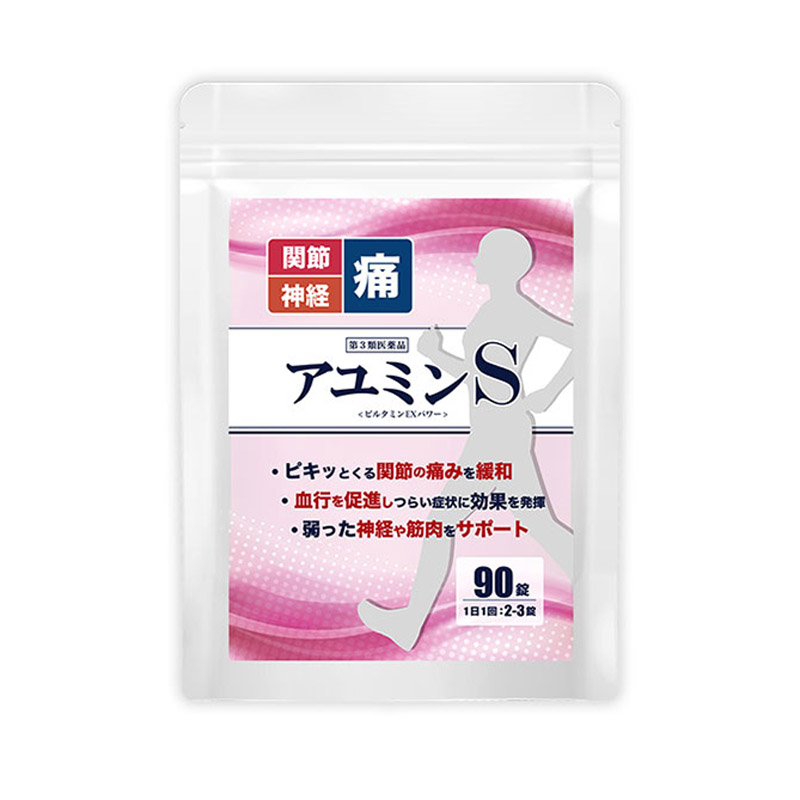 関節
神経
痛
第3類医薬品
アユミンS
<ビルタミンEXパワー>
・ピキッとくる関節の痛みを緩和
・血行を促進しつらい症状に効果を発揮
・弱った神経や筋肉をサポート
90錠
1日1回:2-3錠